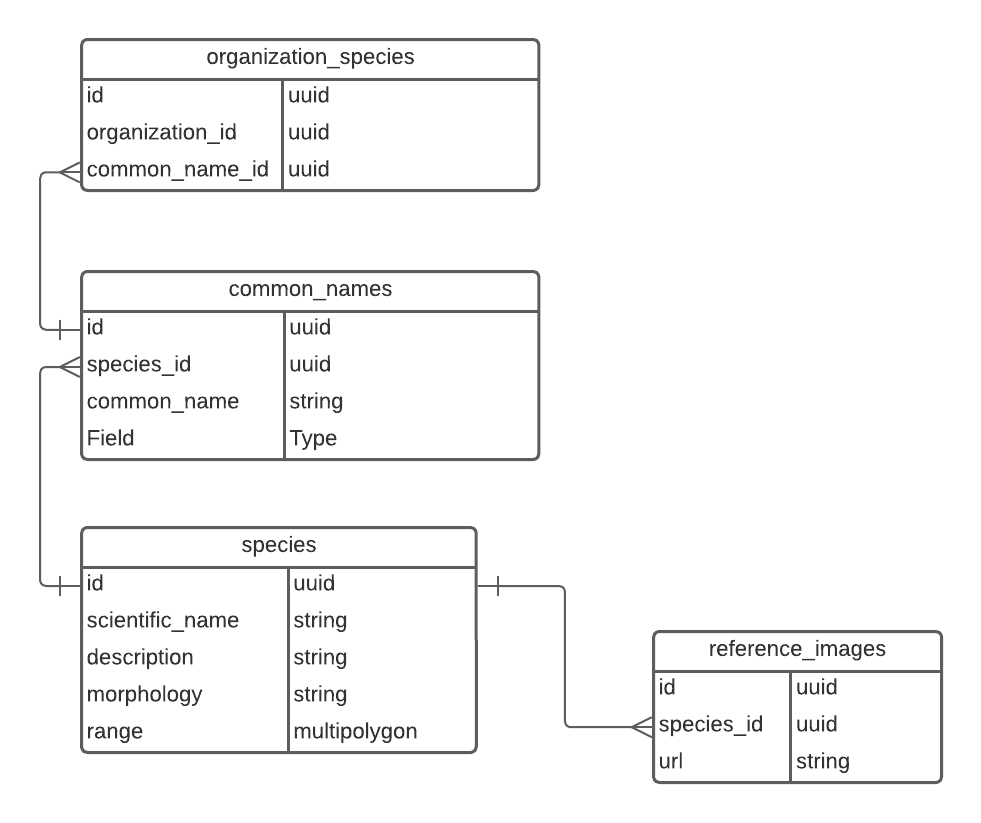 organization_species
id uuid
organization_id uuid
common_name_id uuid
common_names
id uuid
species_id uuid
common_name string
Field Type
species
id uuid
scientific_name string
description string
morphology string
range multipolygon
reference_images
id uuid
species_id uuid
url string